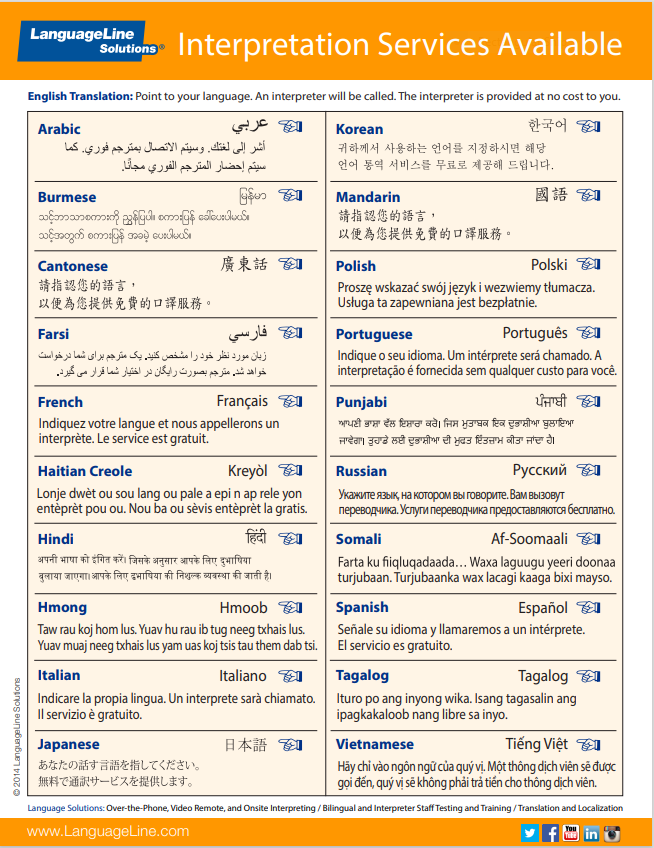 LanguageLine
Solutions®
Interpretation Services Available
English Translation: Point to your language. An interpreter will be called. The interpreter is provided at no cost to you.
Arabic عربي
أشر إلى لغتك. وسيتم الاتصال بمترجم فوري. كما
سيتم إحضار المترجم الفوري مجانًا.
Burmese မြန်မာ
သင့်ဘာသာစကားကို ညွှန်ပြပါ။ စကားပြန် ခေါ်ပေးပါမယ်။
သင့်အတွက် စကားပြန် အခမဲ့ ပေးပါမယ်။
Cantonese 廣東話
請指認您的語言，
以便為您提供免費的口譯服務。
Farsi فارسي
زبان مورد نظر خود را مشخص کنید. یک مترجم برای شما درخواست
خواهد شد. مترجم بصورت رایگان در اختیار شما قرار می گیرد.
French Français
Indiquez votre langue et nous appellerons un
interprète. Le service est gratuit.
Haitian Creole Kreyòl
Lonje dwèt ou sou lang ou pale a epi n ap rele yon
entèprèt pou ou. Nou ba ou sèvis entèprèt la gratis.
Hindi हिंदी
अपनी भाषा को इंगित करें। जिसके अनुसार आपके लिए दुभाषिया
बुलाया जाएगा। आपके लिए दुभाषिया की निशुल्क व्यवस्था की जाती है।
Hmong Hmoob
Taw rau koj hom lus. Yuav hu rau ib tug neeg txhais lus.
Yuav muaj neeg txhais lus yam uas koj tsis tau them dab tsi.
Italian Italiano
Indicare la propia lingua. Un interprete sarà chiamato.
Il servizio è gratuito.
Japanese 日本語
あなたの話す言語を指してください。
無料で通訳サービスを提供します。
Korean 한국어
귀하께서 사용하는 언어를 지정하시면 해당
언어 통역 서비스를 무료로 제공해 드립니다.
Mandarin 國語
請指認您的語言，
以便為您提供免費的口譯服務。
Polish Polski
Proszę wskazać swój język i wezwiemy tłumacza.
Usługa ta zapewniana jest bezpłatnie.
Portuguese Português
Indique o seu idioma. Um intérprete será chamado. A
interpretação é fornecida sem qualquer custo para você.
Punjabi ਪੰਜਾਬੀ
ਆਪਣੀ ਭਾਸ਼ਾ ਵੱਲ ਇਸ਼ਾਰਾ ਕਰੋ। ਜਿਸ ਮੁਤਾਬਕ ਇਕ ਦੁਭਾਸ਼ੀਆ ਬੁਲਾਇਆ
ਜਾਵੇਗਾ। ਤੁਹਾਡੇ ਲਈ ਦੁਭਾਸ਼ੀਆ ਦੀ ਮੁਫਤ ਇੰਤਜ਼ਾਮ ਕੀਤਾ ਜਾਂਦਾ ਹੈ।
Russian Русский
Укажите язык, на котором вы говорите. Вам вызовут
переводчика. Услуги переводчика предоставляются бесплатно.
Somali Af-Soomaali
Farta ku fiiqluqadaada… Waxa laguugu yeeri doonaa
turjubaan. Turjubaanka wax lacagi kaaga bixi mayso.
Spanish Español
Señale su idioma y llamaremos a un intérprete.
El servicio es gratuito.
Tagalog Tagalog
Ituro po ang inyong wika. Isang tagasalin ang
ipagkakaloob nang libre sa inyo.
Vietnamese Tiếng Việt
Hãy chỉ vào ngôn ngữ của quý vị. Một thông dịch viên sẽ được
gọi đến, quý vị sẽ không phải trả tiền cho thông dịch viên.
© 2014 LanguageLine Solutions
Language Solutions: Over-the-Phone, Video Remote, and Onsite Interpreting / Bilingual and Interpreter Staff Testing and Training / Translation and Localization
www.LanguageLine.com
You Tube